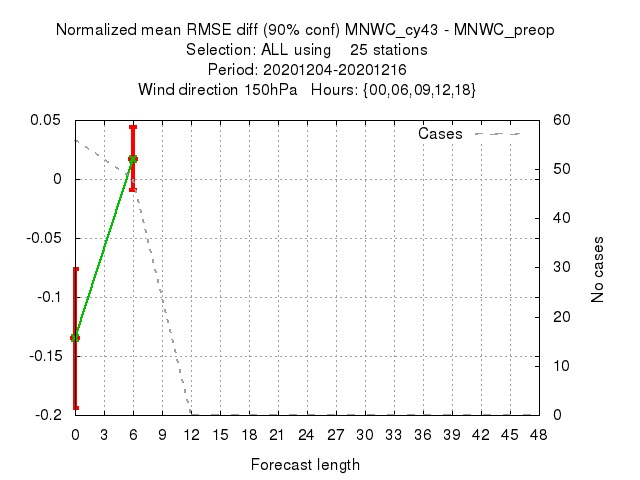 Normalized mean RMSE diff (90% conf) MNWC_cy43 - MNWC_preop
Selection: ALL using 25 stations
Period: 20201204-20201216
Wind direction 150hPa Hours: {00,06,09,12,18}
0.05 60
Cases
50
0
40
-0.05
30
-0.1
20
-0.15
10
-0.2 0
0 3 6 9 12 15 18 21 24 27 30 33 36 39 42 45 48
No cases
Forecast length